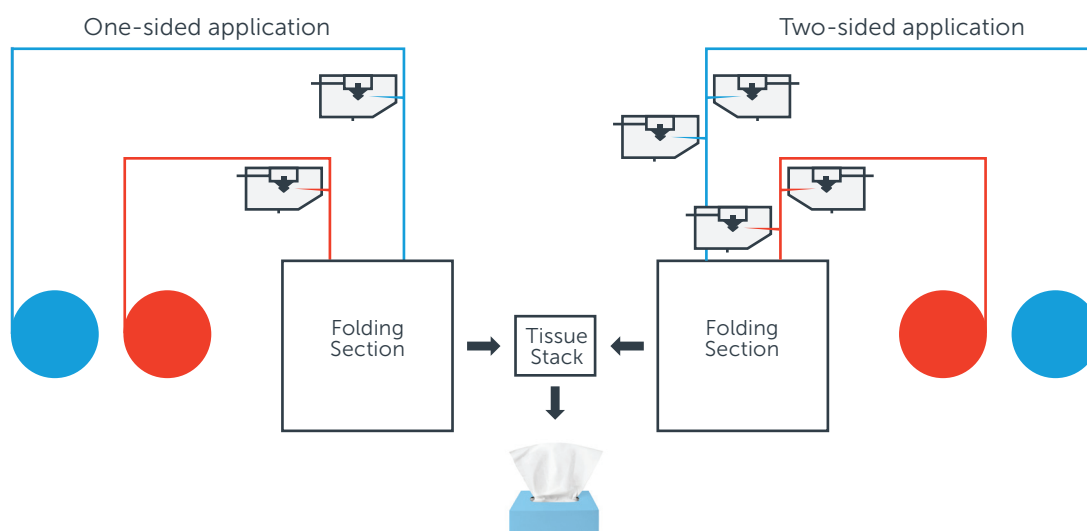 One-sided application
Two-sided application
Folding
Section
Tissue
Stack
Folding
Section